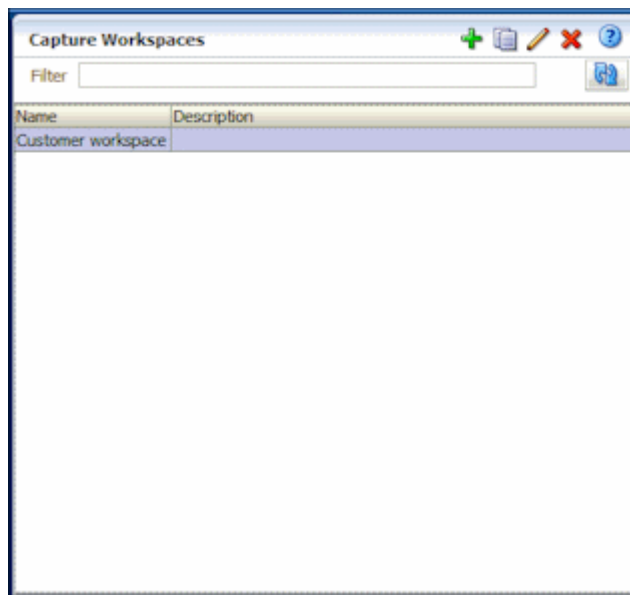 Capture Workspaces
?
Filter
Name Description
Customer workspace